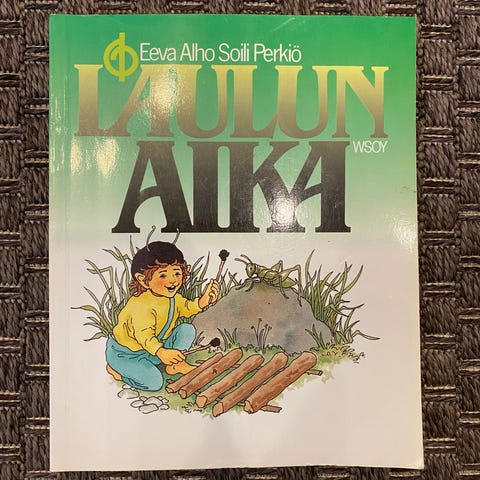 Eeva Alho Soili Perkiö
LAULUN
AIKA
WSOY